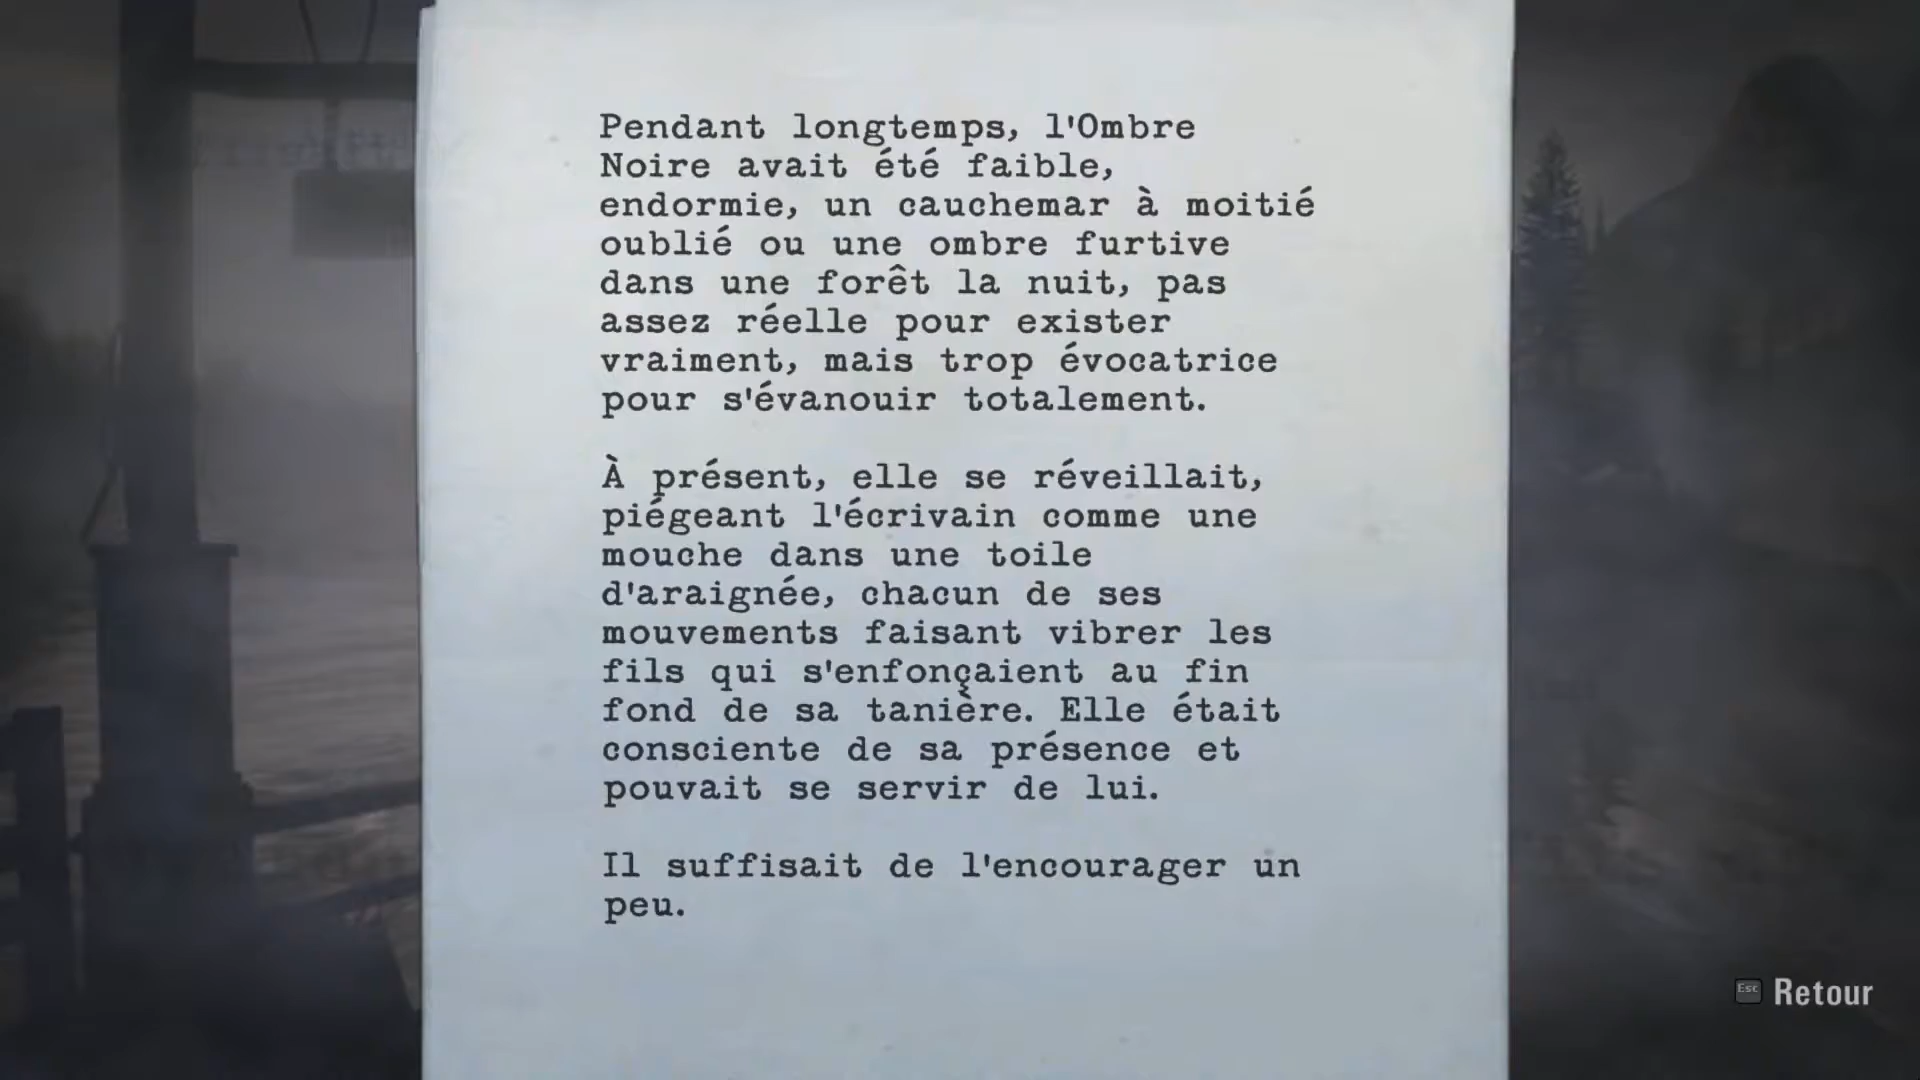 Pendant longtemps, l'Ombre
Noire avait été faible,
endormie, un cauchemar à moitié
oublié ou une ombre furtive
dans une forêt la nuit, pas
assez réelle pour exister
vraiment, mais trop évocatrice
pour s'évanouir totalement.
À présent, elle se réveillait,
piégeant l'écrivain comme une
mouche dans une toile
d'araignée, chacun de ses
mouvements faisant vibrer les
fils qui s'enfonçaient au fin
fond de sa tanière. Elle était
consciente de sa présence et
pouvait se servir de lui.
Il suffisait de l'encourager un
peu.
Esc Retour